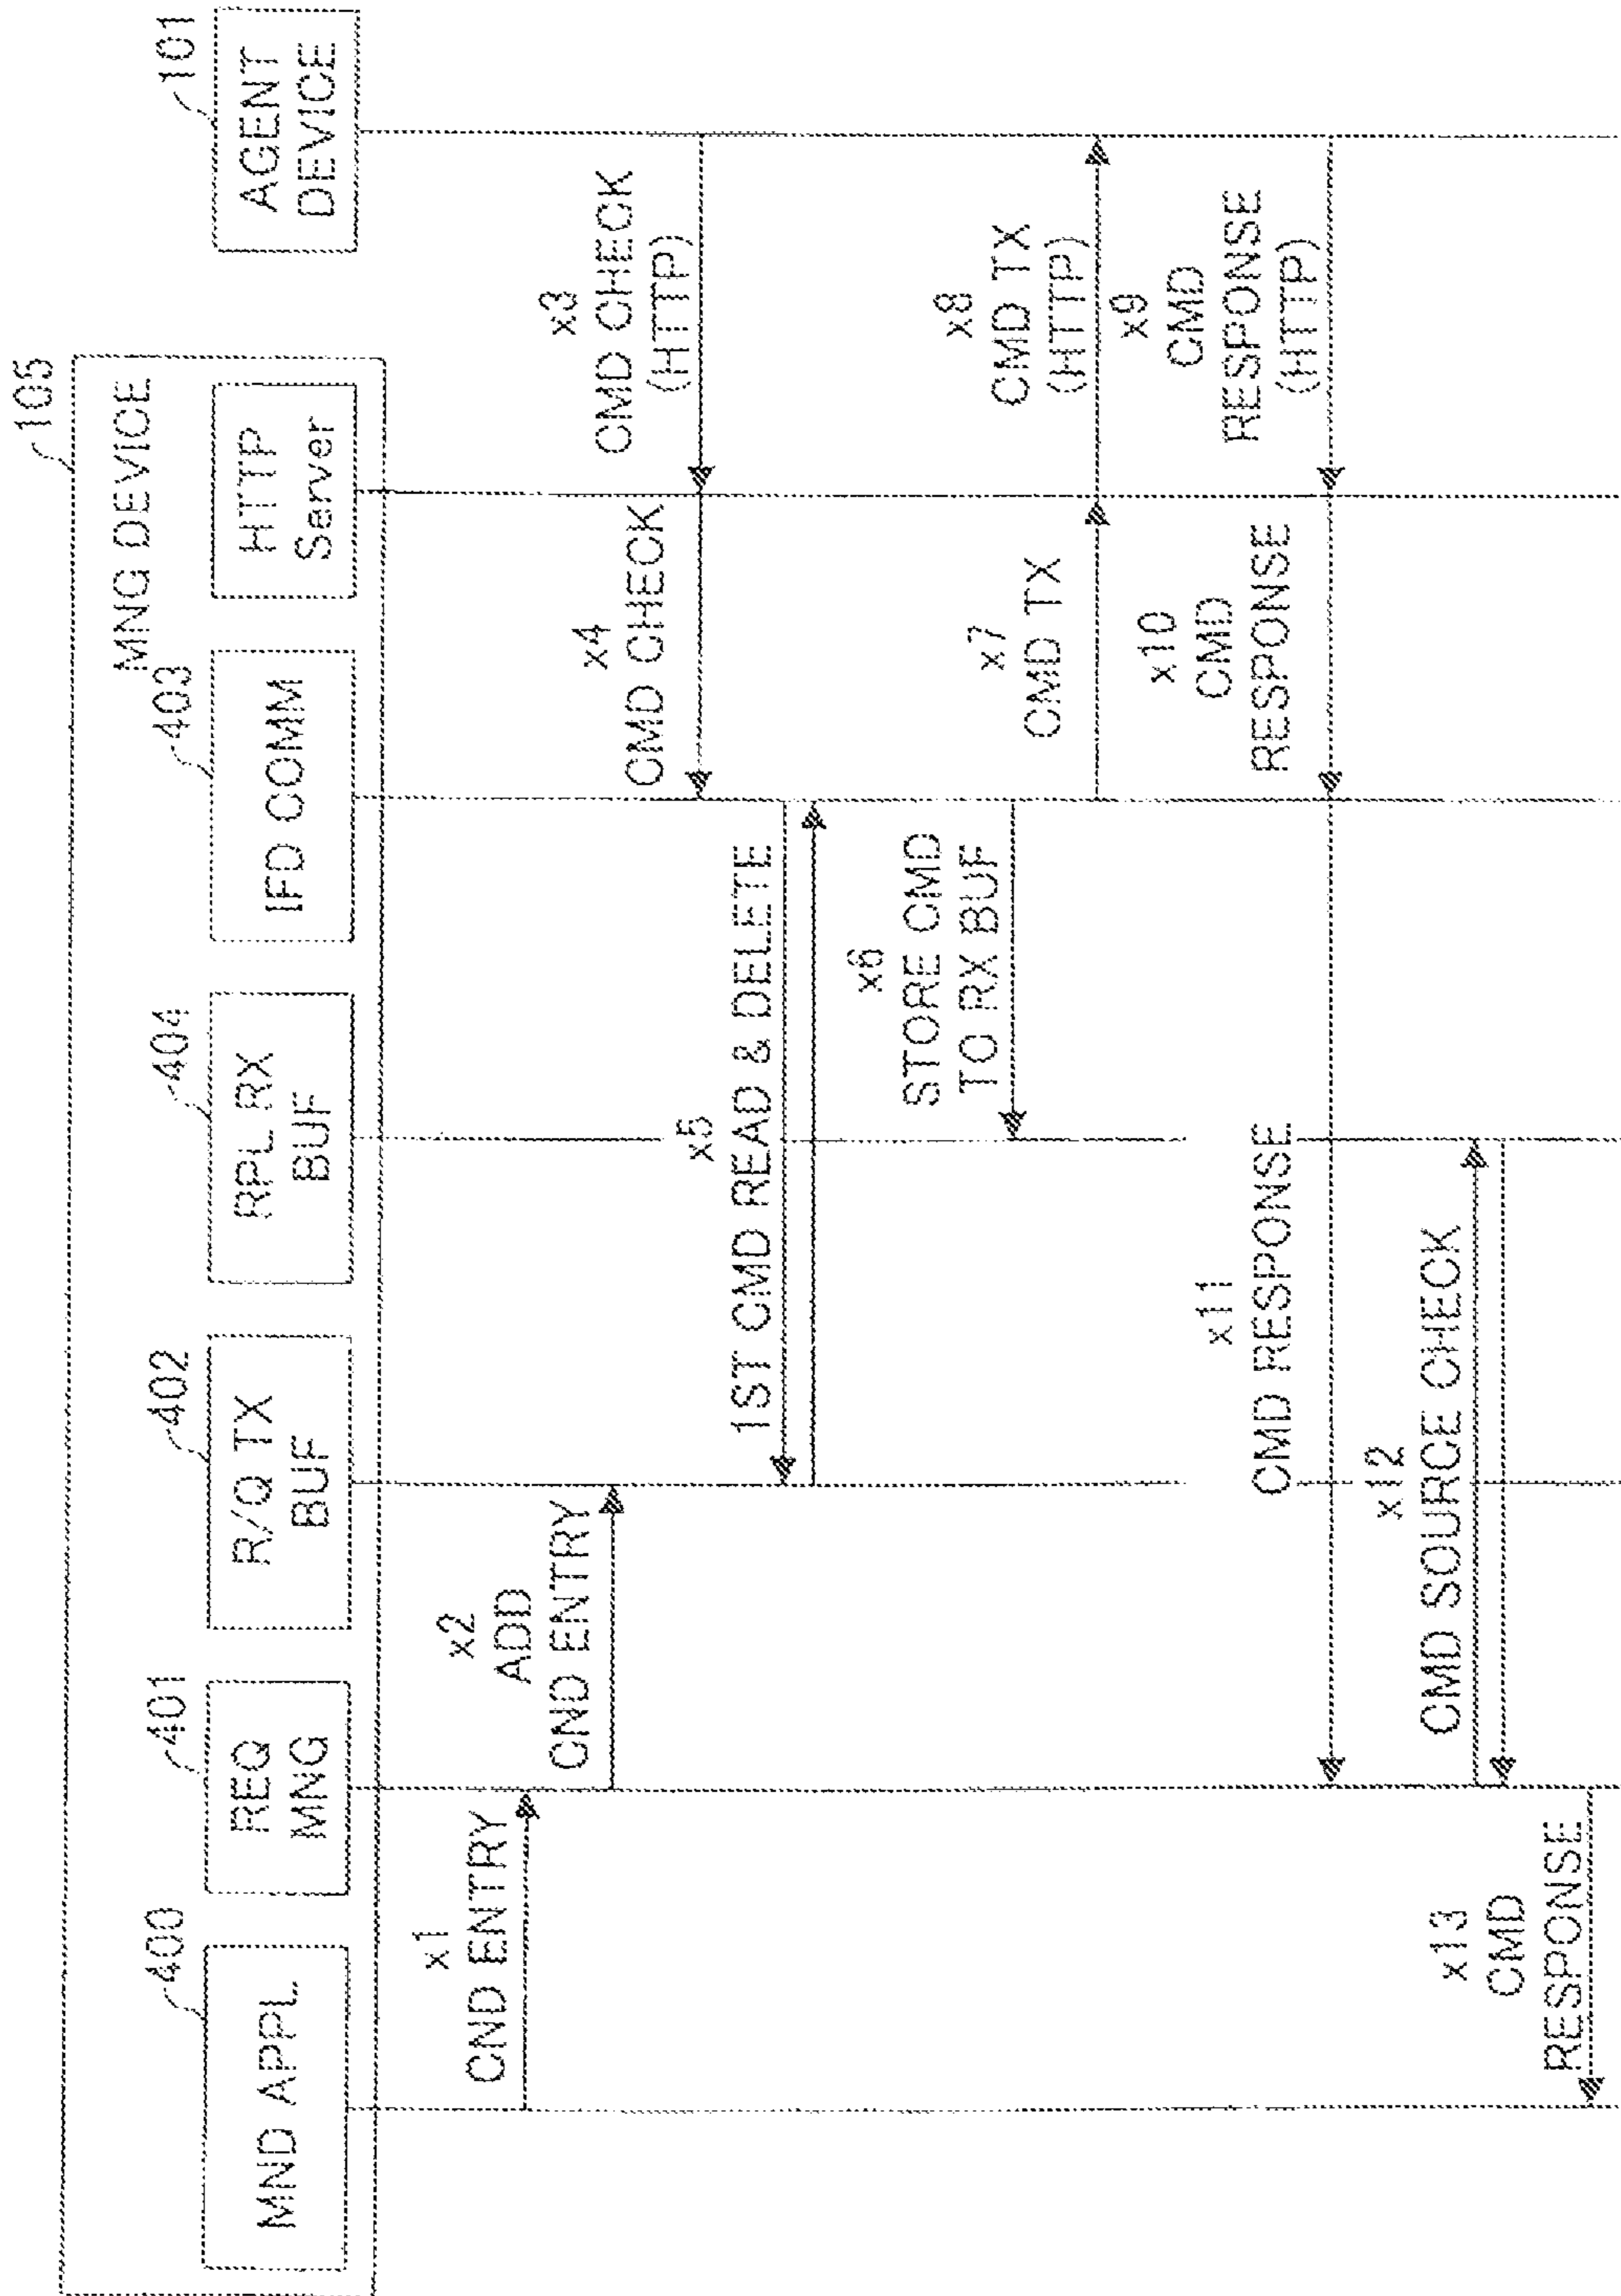 105
MNG DEVICE
400
MND APPL
401
REQ
MNG
402
R/Q TX
BUF
404
RPL RX
BUF
403
IFD COMM
HTTP
Server
101
AGENT
DEVICE
x1
CND ENTRY
x2
ADD
CND ENTRY
x3
CMD CHECK
(HTTP)
x4
CMD CHECK
x5
1ST CMD READ & DELETE
x6
STORE CMD
TO RX BUF
x7
CMD TX
x8
CMD TX
(HTTP)
x9
CMD
RESPONSE
(HTTP)
x10
CMD
RESPONSE
x11
CMD RESPONSE
x12
CMD SOURCE CHECK
x13
CMD
RESPONSE